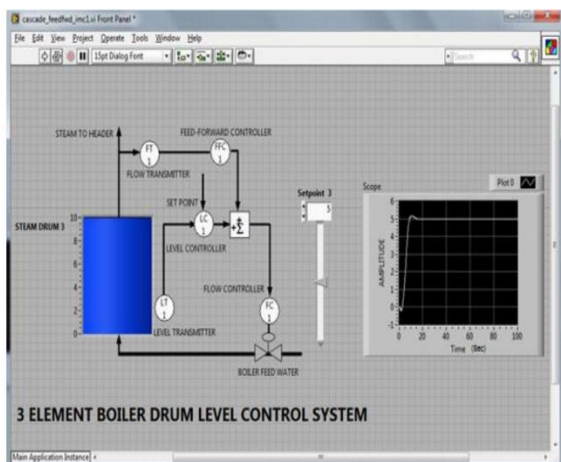 cascade_feedfwd_imc1.vi Front Panel *
File Edit View Project Operate Tools Window Help
15pt Dialog Font
Search
STEAM TO HEADER
FEED-FORWARD CONTROLLER
FT
1
FFC
1
FLOW TRANSMITTER
SET POINT
LC
1
+
+Σ
LEVEL CONTROLLER
STEAM DRUM 3
10
8
6
4
2
0
LT
1
LEVEL TRANSMITTER
FLOW CONTROLLER
FC
1
BOILER FEED WATER
Setpoint 3
5
Scope
Plot 0
AMPLITUDE
6
5
4
3
2
1
0
-1
0 20 40 60 80 100
Time (Sec)
3 ELEMENT BOILER DRUM LEVEL CONTROL SYSTEM
Main Application Instance